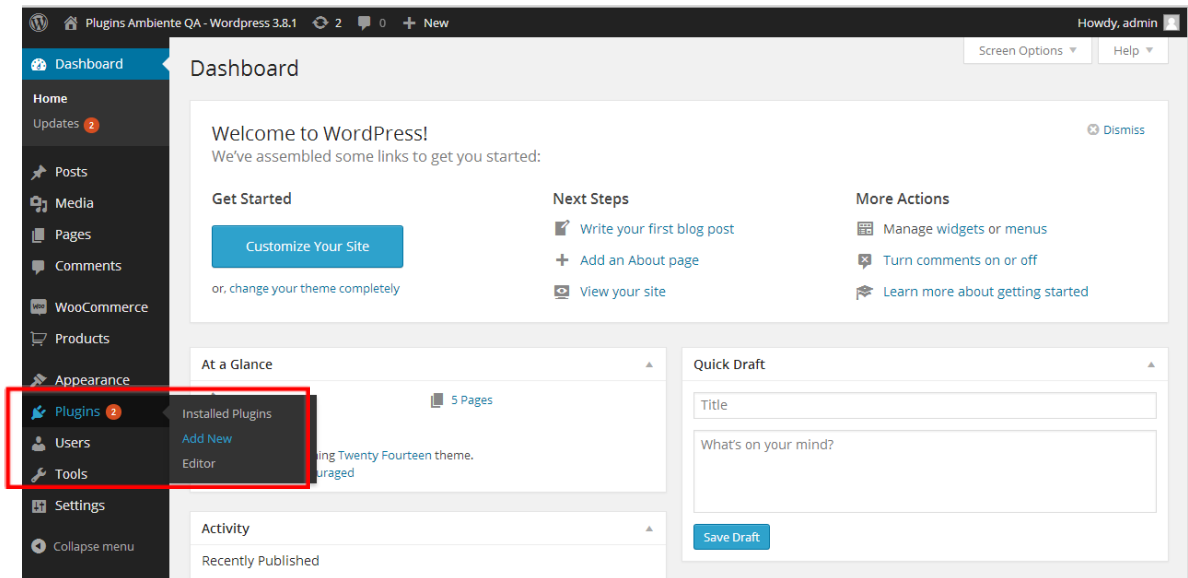 Plugins Ambiente QA - Wordpress 3.8.1 2 0 New
Howdy, admin
Screen Options
Help
Dashboard
Home
Updates 2
Posts
Media
Pages
Comments
WooCommerce
Products
Appearance
Plugins 2
Installed Plugins
Add New
Editor
Users
Tools
Settings
Collapse menu
Dashboard
Welcome to WordPress!
Dismiss
We've assembled some links to get you started:
Get Started
Customize Your Site
or, change your theme completely
Next Steps
Write your first blog post
Add an About page
View your site
More Actions
Manage widgets or menus
Turn comments on or off
Learn more about getting started
At a Glance
5 Pages
Twenty Fourteen theme.
Activity
Recently Published
Quick Draft
Title
What's on your mind?
Save Draft